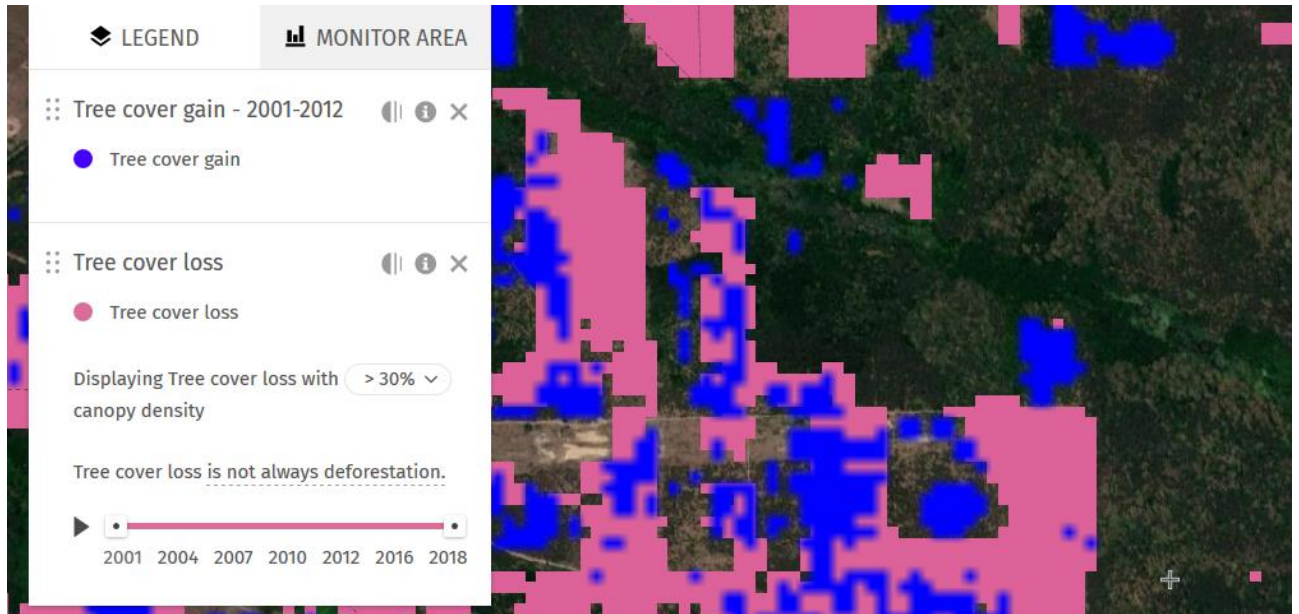 LEGEND
MONITOR AREA
Tree cover gain - 2001-2012
Tree cover gain
Tree cover loss
Tree cover loss
Displaying Tree cover loss with > 30%
canopy density
Tree cover loss is not always deforestation.
2001 2004 2007 2010 2012 2016 2018